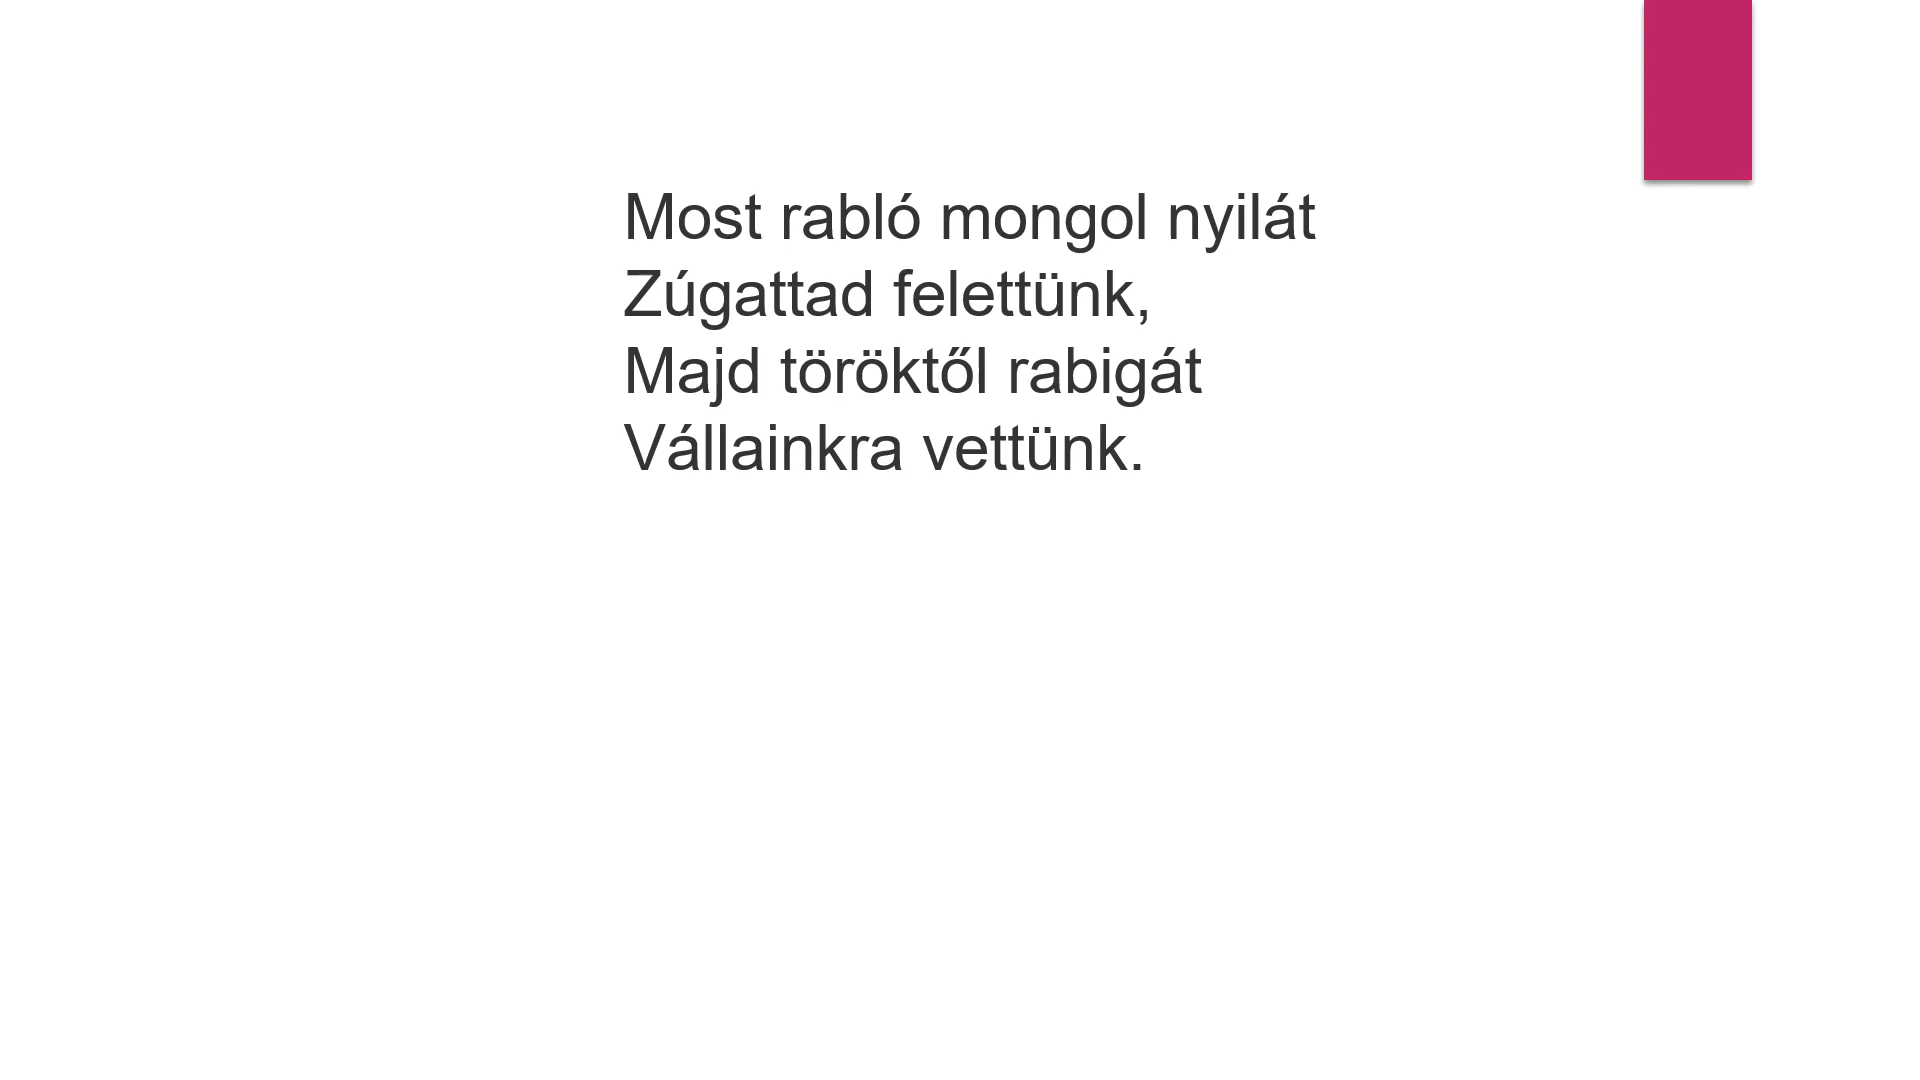 Most rabló mongol nyilát
Zúgattad felettünk,
Majd töröktől rabigát
Vállainkra vettünk.